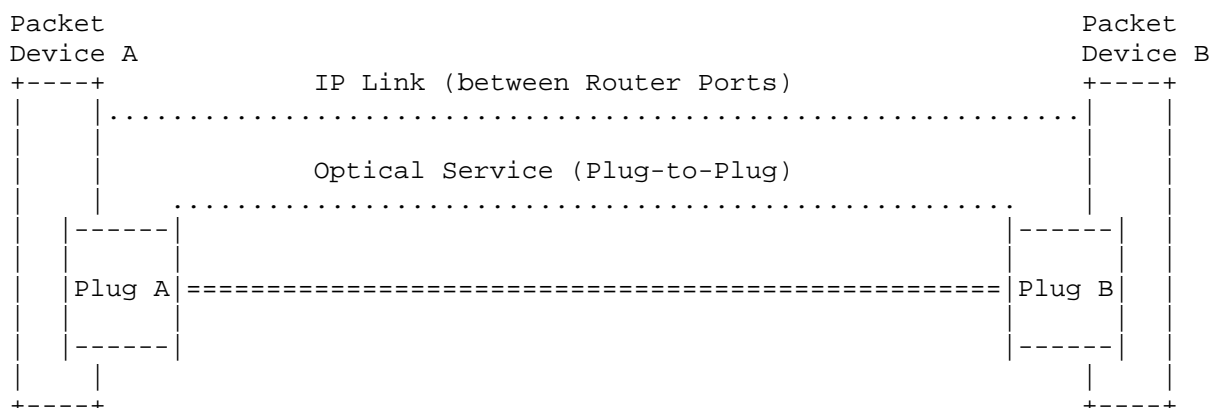 Packet Packet
Device A Device B
IP Link (between Router Ports)
Optical Service (Plug-to-Plug)
Plug A Plug B